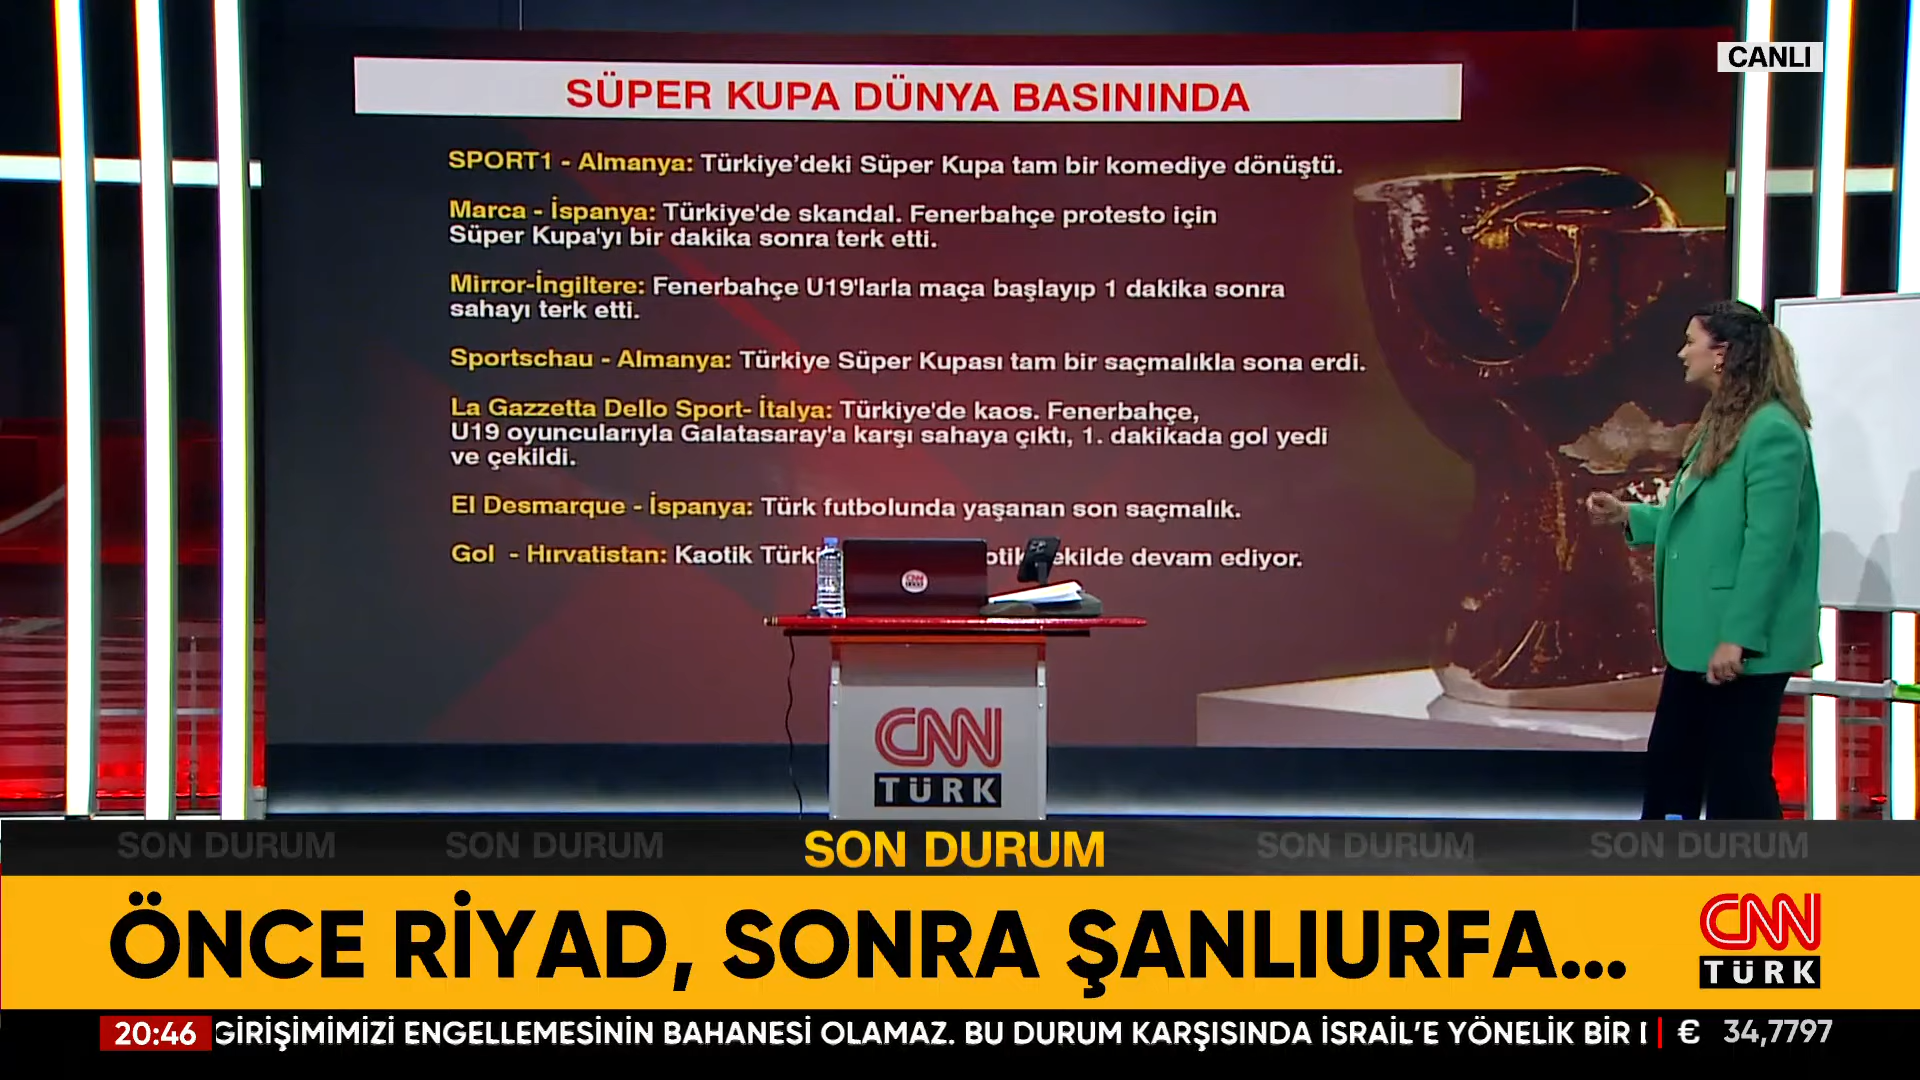 CANLI
SÜPER KUPA DÜNYA BASININDA
SPORT1 - Almanya: Türkiye'deki Süper Kupa tam bir komediye dönüştü.
Marca - İspanya: Türkiye'de skandal. Fenerbahçe protesto için
Süper Kupa'yı bir dakika sonra terk etti.
Mirror-İngiltere: Fenerbahçe U19'larla maça başlayıp 1 dakika sonra
sahayı terk etti.
Sportschau - Almanya: Türkiye Süper Kupası tam bir saçmalıkla sona erdi.
La Gazzetta Dello Sport- İtalya: Türkiye'de kaos. Fenerbahçe,
U19 oyuncularıyla Galatasaray'a karşı sahaya çıktı, 1. dakikada gol yedi
ve çekildi.
El Desmarque - İspanya: Türk futbolunda yaşanan son saçmalık.
Gol - Hırvatistan: Kaotik Türki otik ekilde devam ediyor.
CNN
TÜRK
CNN
TÜRK
SON DURUM SON DURUM SON DURUM SON DURUM SON DURUM
ÖNCE RİYAD, SONRA ŞANLIURFA...
CNN
TÜRK
20:46 GİRİŞİMİMİZİ ENGELLEMESİNİN BAHANESİ OLAMAZ. BU DURUM KARŞISINDA İSRAİL'E YÖNELİK BİR € 34,7797